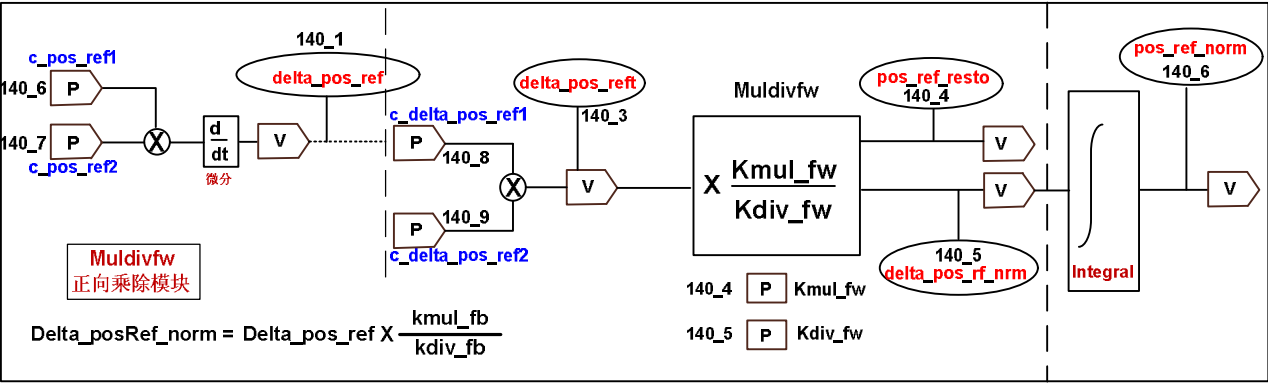 c_pos_ref1
140_6
P
140_7
P
c_pos_ref2
X
d
dt
微分
V
140_1
delta_pos_ref
c_delta_pos_ref1
P
140_8
140_9
P
c_delta_pos_ref2
X
delta_pos_reft
140_3
V
Muldivfw
X Kmul_fw
Kdiv_fw
pos_ref_resto
140_4
V
V
140_5
delta_pos_rf_nrm
Integral
pos_ref_norm
140_6
V
Muldivfw
正向乘除模块
140_4 P Kmul_fw
140_5 P Kdiv_fw
Delta_posRef_norm = Delta_pos_ref X kmul_fb
kdiv_fb